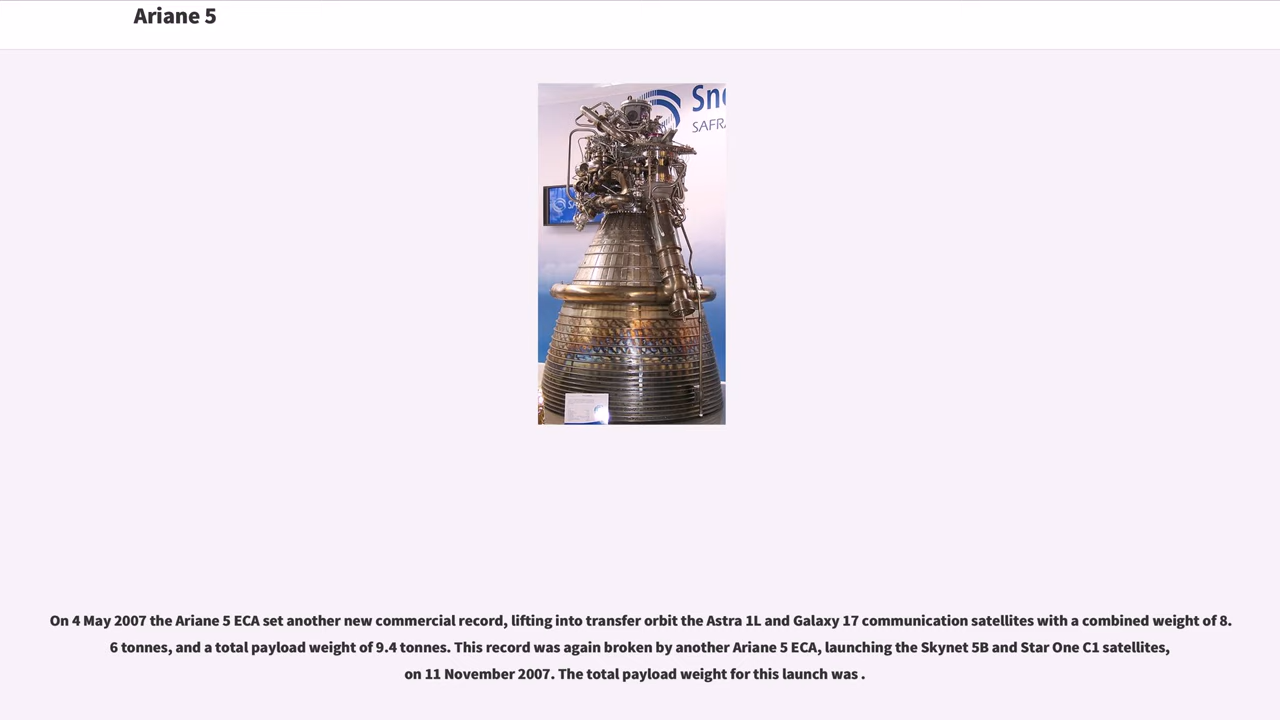 Ariane 5
Sne
SAFRA
On 4 May 2007 the Ariane 5 ECA set another new commercial record, lifting into transfer orbit the Astra 1L and Galaxy 17 communication satellites with a combined weight of 8.
6 tonnes, and a total payload weight of 9.4 tonnes. This record was again broken by another Ariane 5 ECA, launching the Skynet 5B and Star One C1 satellites,
on 11 November 2007. The total payload weight for this launch was .